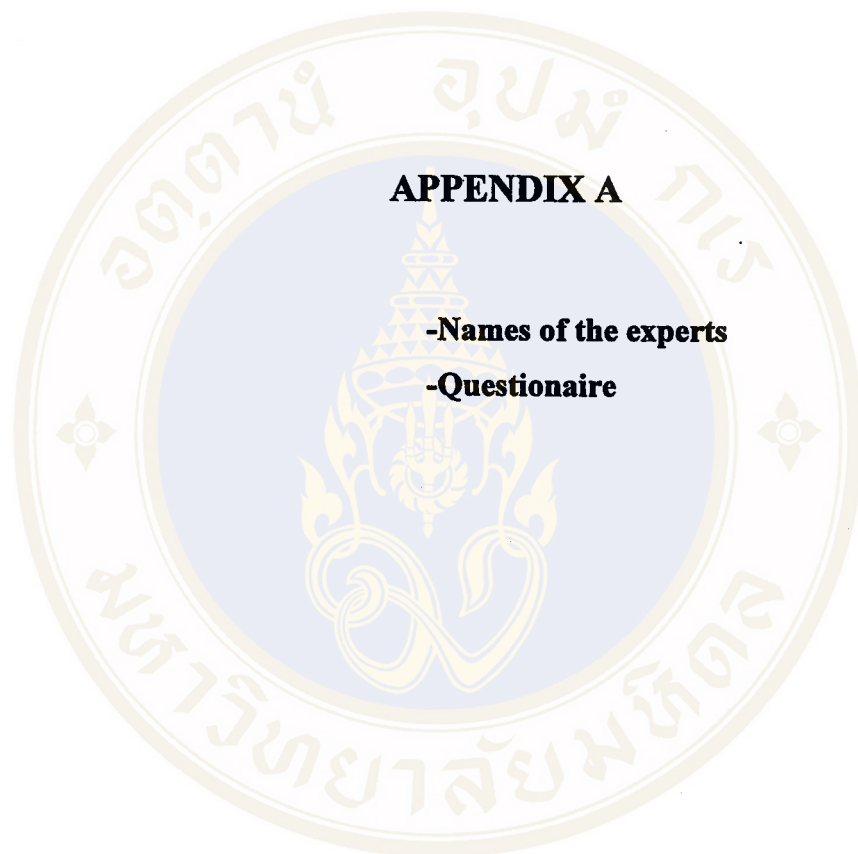 อตฺตานํ อุปมํ กเร
APPENDIX A
-Names of the experts
-Questionaire
มหาวิทยาลัยมหิดล